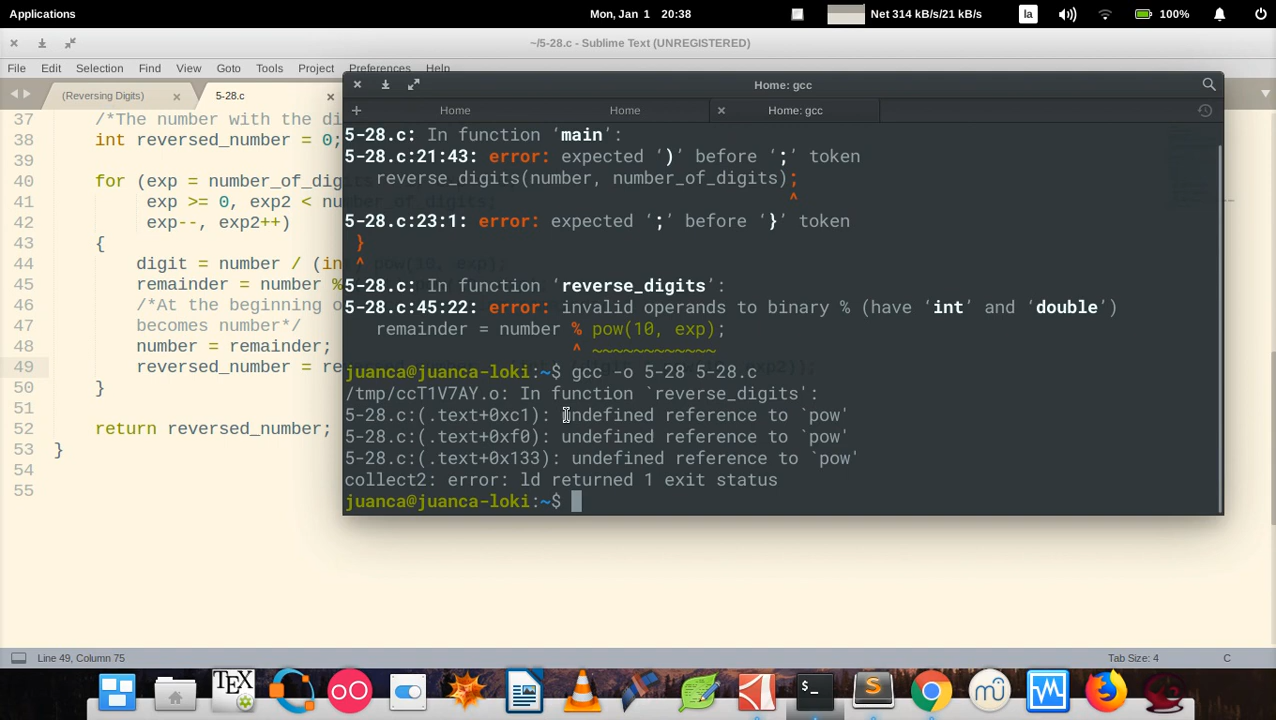 Applications
Mon, Jan 1 20:38
Net 314 kB/s/21 kB/s
la
100%
~/5-28.c - Sublime Text (UNREGISTERED)
File Edit Selection Find View Goto Tools Project Preferences Help
(Reversing Digits)
5-28.c
Home: gcc
Home
Home
Home: gcc
37 /*The number with the di
38 int reversed_number = 0;
39
40 for (exp = number_of_digits
41 exp >= 0, exp2 < number_of_digits;
42 exp--, exp2++)
43 {
44 digit = number / (int) pow(10, exp);
45 remainder = number %
46 /*At the beginning o
47 becomes number*/
48 number = remainder;
49 reversed_number = re
50 }
51
52 return reversed_number;
53 }
54
55
5-28.c: In function ‘main’:
5-28.c:21:43: error: expected ‘)’ before ‘;’ token
reverse_digits(number, number_of_digits);
^
5-28.c:23:1: error: expected ‘;’ before ‘}’ token
}
^
5-28.c: In function ‘reverse_digits’:
5-28.c:45:22: error: invalid operands to binary % (have ‘int’ and ‘double’)
remainder = number % pow(10, exp);
^ ~~~~~~~~~~~~
juanca@juanca-loki:~$ gcc -o 5-28 5-28.c
/tmp/ccT1V7AY.o: In function `reverse_digits':
5-28.c:(.text+0xc1): undefined reference to `pow'
5-28.c:(.text+0xf0): undefined reference to `pow'
5-28.c:(.text+0x133): undefined reference to `pow'
collect2: error: ld returned 1 exit status
juanca@juanca-loki:~$
Line 49, Column 75
Tab Size: 4
C
TEX